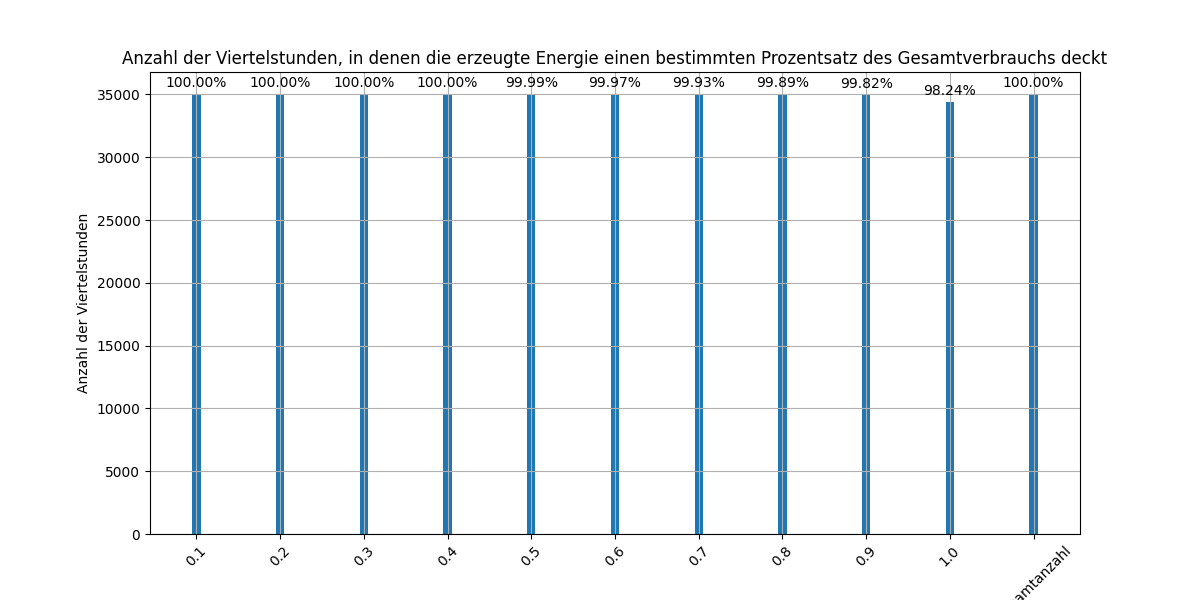 Anzahl der Viertelstunden, in denen die erzeugte Energie einen bestimmten Prozentsatz des Gesamtverbrauchs deckt
100.00% 100.00% 100.00% 100.00% 99.99% 99.97% 99.93% 99.89% 99.82% 98.24% 100.00%
35000
30000
25000
20000
15000
10000
5000
0
Anzahl der Viertelstunden
0.1 0.2 0.3 0.4 0.5 0.6 0.7 0.8 0.9 1.0